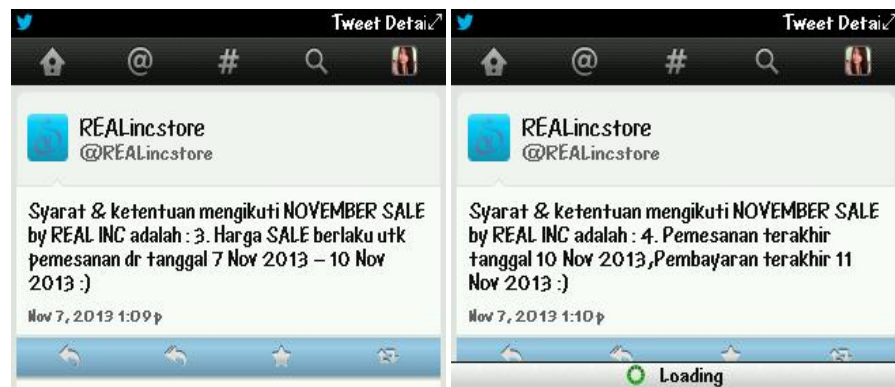 Tweet Detai
REALincstore
@REALincstore
Syarat & ketentuan mengikuti NOVEMBER SALE
by REAL INC adalah : 3. Harga SALE berlaku utk
pemesanan dr tanggal 7 Nov 2013 – 10 Nov
2013 :)
Nov 7, 2013 1:09p
Tweet Detai
REALincstore
@REALincstore
Syarat & ketentuan mengikuti NOVEMBER SALE
by REAL INC adalah : 4. Pemesanan terakhir
tanggal 10 Nov 2013,Pembayaran terakhir 11
Nov 2013 :)
Nov 7, 2013 1:10p
Loading